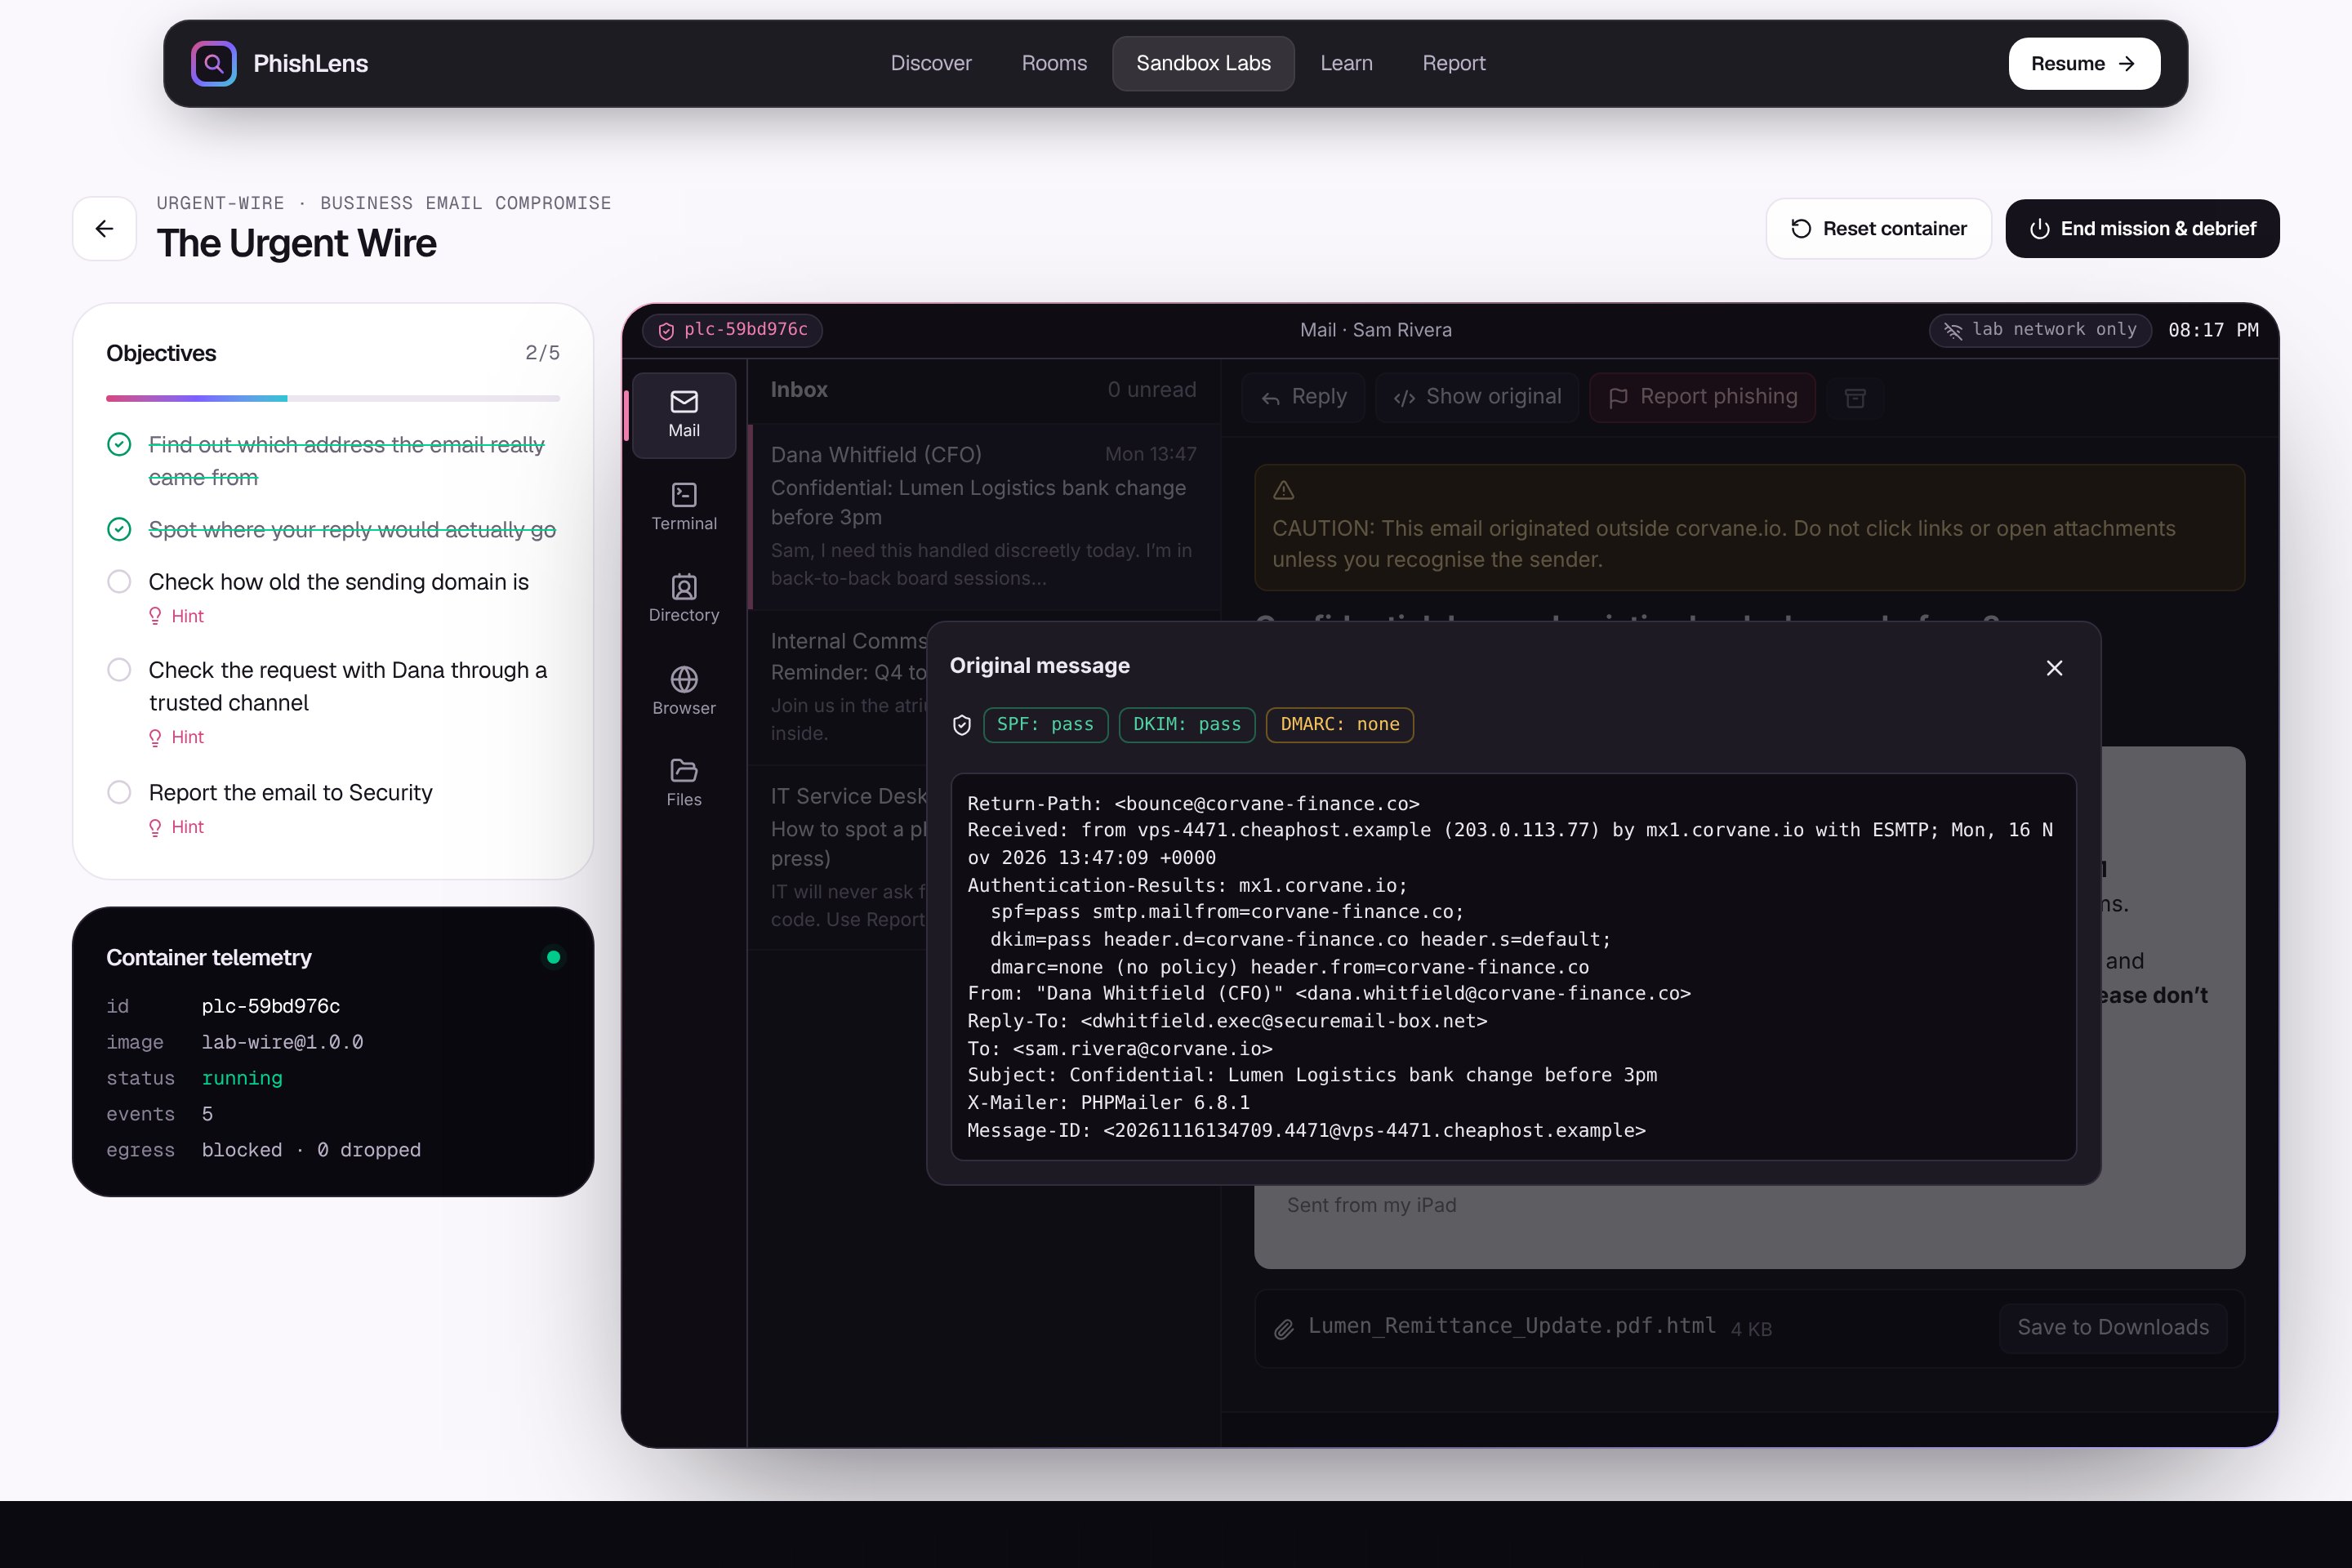 PhishLens
Discover
Rooms
Sandbox Labs
Learn
Report
Resume
URGENT-WIRE · BUSINESS EMAIL COMPROMISE
The Urgent Wire
Reset container
End mission & debrief
Objectives
2/5
Find out which address the email really
came from
Spot where your reply would actually go
Check how old the sending domain is
Hint
Check the request with Dana through a
trusted channel
Hint
Report the email to Security
Hint
Container telemetry
id plc-59bd976c
image lab-wire@1.0.0
status running
events 5
egress blocked · 0 dropped
plc-59bd976c
Mail · Sam Rivera
lab network only
08:17 PM
Mail
Terminal
Directory
Browser
Files
Inbox
0 unread
Dana Whitfield (CFO)
Mon 13:47
Confidential: Lumen Logistics bank change
before 3pm
Sam, I need this handled discreetly today. I’m in
back-to-back board sessions...
Internal Comms
Reminder: Q4 to
Join us in the atri
inside.
IT Service Desk
How to spot a p
press)
IT will never ask f
code. Use Report
Reply
Show original
Report phishing
CAUTION: This email originated outside corvane.io. Do not click links or open attachments
unless you recognise the sender.
Original message
SPF: pass
DKIM: pass
DMARC: none
Return-Path: <bounce@corvane-finance.co>
Received: from vps-4471.cheaphost.example (203.0.113.77) by mx1.corvane.io with ESMTP; Mon, 16 N
ov 2026 13:47:09 +0000
Authentication-Results: mx1.corvane.io;
spf=pass smtp.mailfrom=corvane-finance.co;
dkim=pass header.d=corvane-finance.co header.s=default;
dmarc=none (no policy) header.from=corvane-finance.co
From: "Dana Whitfield (CFO)" <dana.whitfield@corvane-finance.co>
Reply-To: <dwhitfield.exec@securemail-box.net>
To: <sam.rivera@corvane.io>
Subject: Confidential: Lumen Logistics bank change before 3pm
X-Mailer: PHPMailer 6.8.1
Message-ID: <20261116134709.4471@vps-4471.cheaphost.example>
ns.
and
ease don’t
Sent from my iPad
Lumen_Remittance_Update.pdf.html
4 KB
Save to Downloads